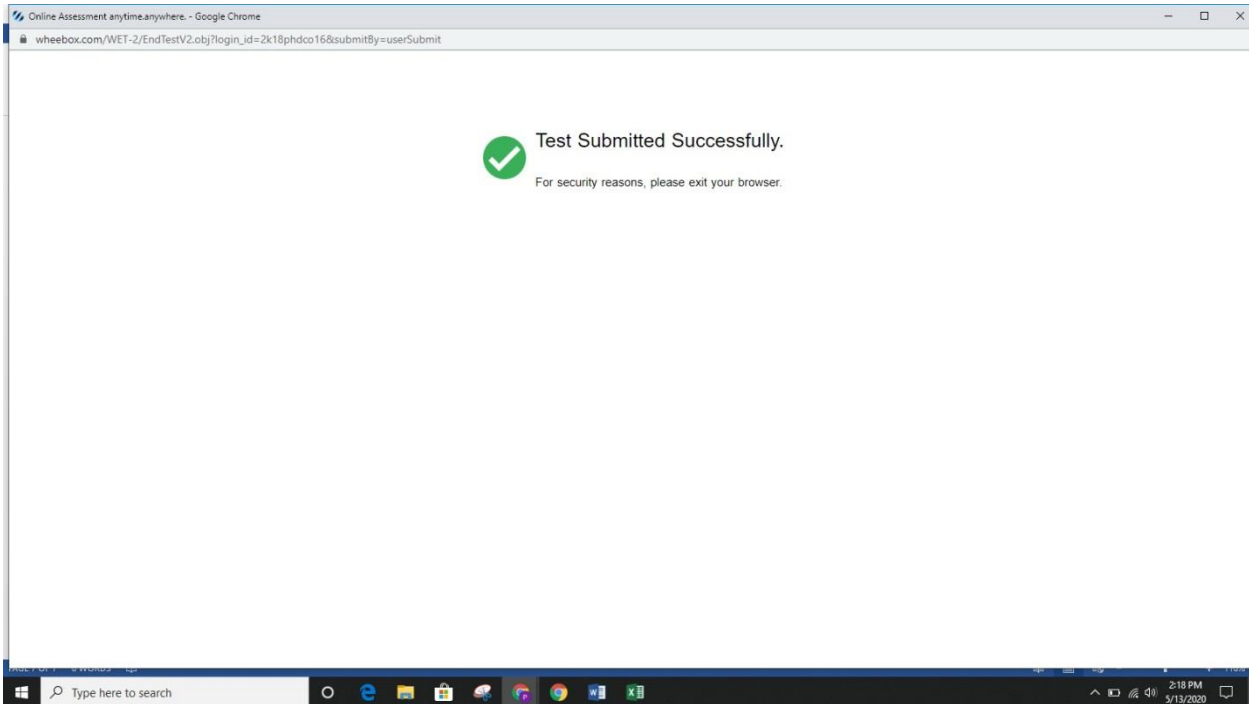 Online Assessment anytime.anywhere. - Google Chrome
wheebox.com/WET-2/EndTestV2.obj?login_id=2k18phdco16&submitBy=userSubmit
Test Submitted Successfully.
For security reasons, please exit your browser.
Type here to search
2:18 PM
5/13/2020